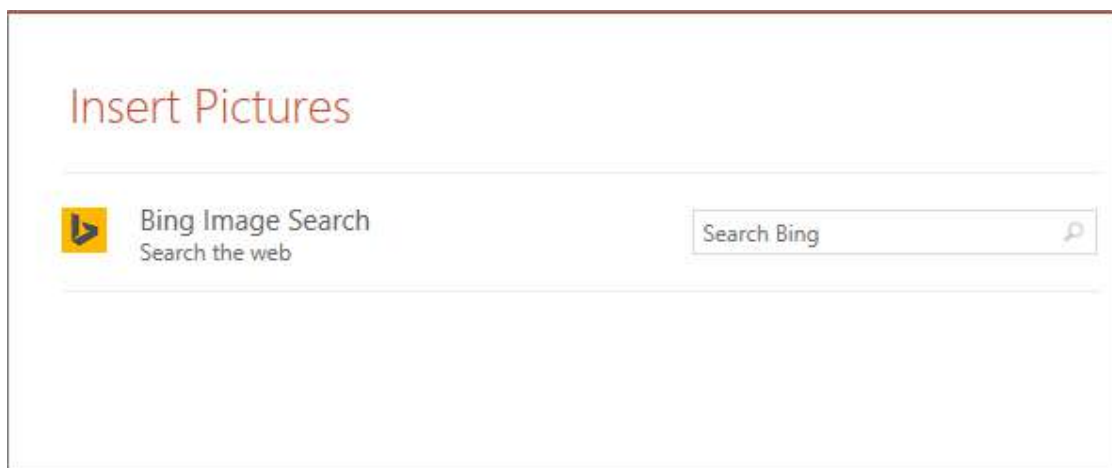 Insert Pictures
Bing Image Search
Search the web
Search Bing